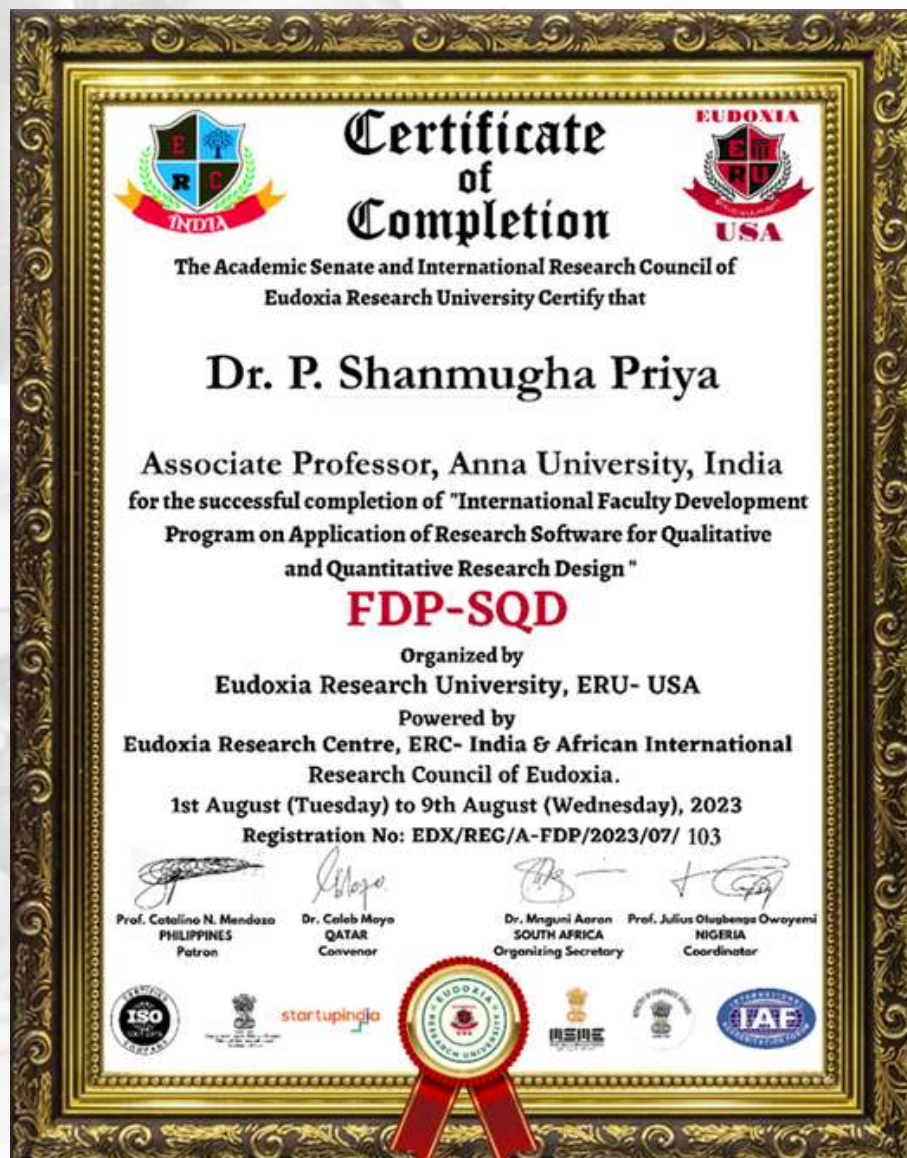 E
R C
INDIA
Certificate
of
Completion
EUDOXIA
E R U
USA
The Academic Senate and International Research Council of
Eudoxia Research University Certify that
Dr. P. Shanmugha Priya
Associate Professor, Anna University, India
for the successful completion of "International Faculty Development
Program on Application of Research Software for Qualitative
and Quantitative Research Design "
FDP-SQD
Organized by
Eudoxia Research University, ERU- USA
Powered by
Eudoxia Research Centre, ERC- India & African International
Research Council of Eudoxia.
1st August (Tuesday) to 9th August (Wednesday), 2023
Registration No: EDX/REG/A-FDP/2023/07/ 103
Prof. Catalino N. Mendoza
PHILIPPINES
Patron
Dr. Caleb Moyo
QATAR
Convenor
Dr. Mnguni Aaron
SOUTH AFRICA
Organizing Secretary
Prof. Julius Olugbenga Owoyemi
NIGERIA
Coordinator
CERTIFIED
ISO
COMPANY
startupindia
EUDOXIA
RESEARCH UNIVERSITY
MSME
INTERNATIONAL
IAF
ACCREDITATION FORUM